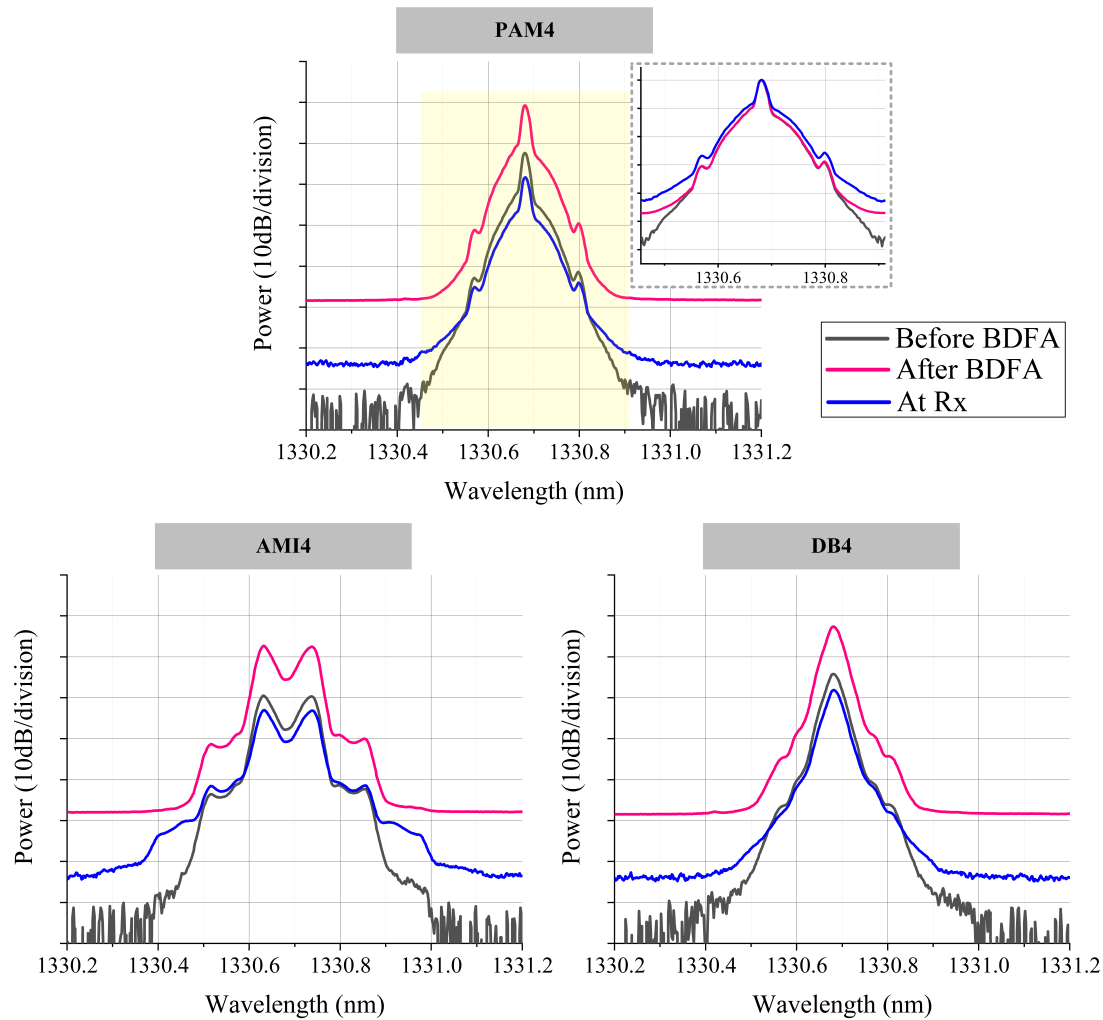 PAM4
Power (10dB/division)
1330.6 1330.8
1330.2 1330.4 1330.6 1330.8 1331.0 1331.2
Wavelength (nm)
Before BDFA
After BDFA
At Rx
AMI4
Power (10dB/division)
1330.2 1330.4 1330.6 1330.8 1331.0 1331.2
Wavelength (nm)
DB4
Power (10dB/division)
1330.2 1330.4 1330.6 1330.8 1331.0 1331.2
Wavelength (nm)